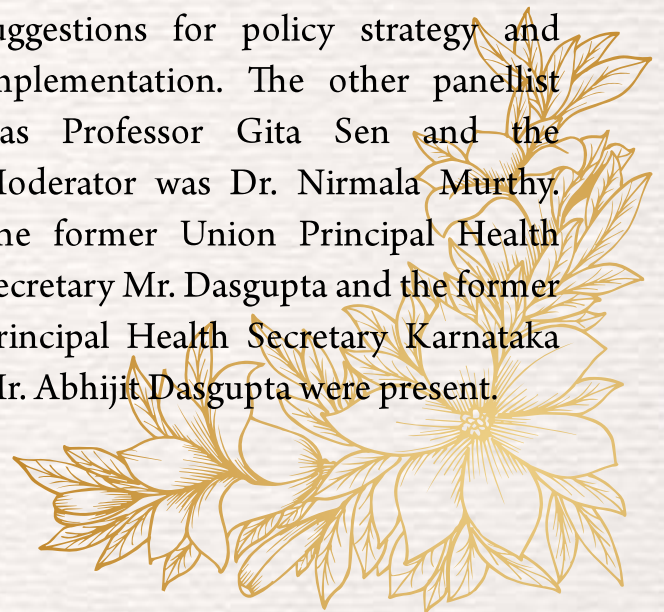 uggestions for policy strategy and
nplementation. The other panellist
as Professor Gita Sen and the
Moderator was Dr. Nirmala Murthy.
he former Union Principal Health
ecretary Mr. Dasgupta and the former
rincipal Health Secretary Karnataka
Mr. Abhijit Dasgupta were present.